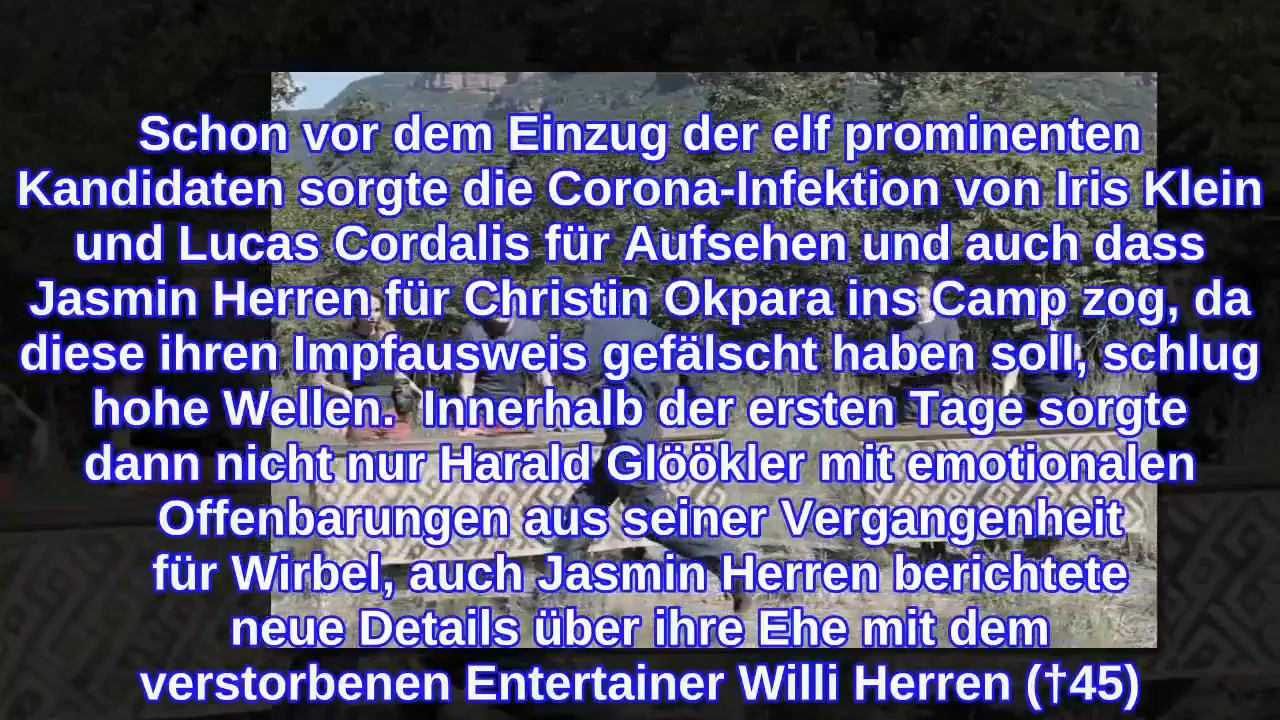 Schon vor dem Einzug der elf prominenten
Kandidaten sorgte die Corona-Infektion von Iris Klein
und Lucas Cordalis für Aufsehen und auch dass
Jasmin Herren für Christin Okpara ins Camp zog, da
diese ihren Impfausweis gefälscht haben soll, schlug
hohe Wellen.  Innerhalb der ersten Tage sorgte
dann nicht nur Harald Glöökler mit emotionalen
Offenbarungen aus seiner Vergangenheit
für Wirbel, auch Jasmin Herren berichtete
neue Details über ihre Ehe mit dem
verstorbenen Entertainer Willi Herren (†45)